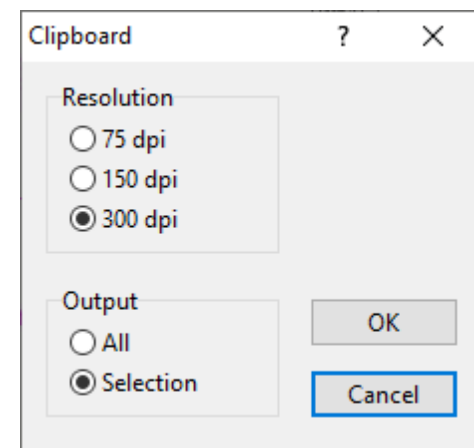 Clipboard ?
Resolution
75 dpi
150 dpi
300 dpi
Output
All
Selection
OK
Cancel